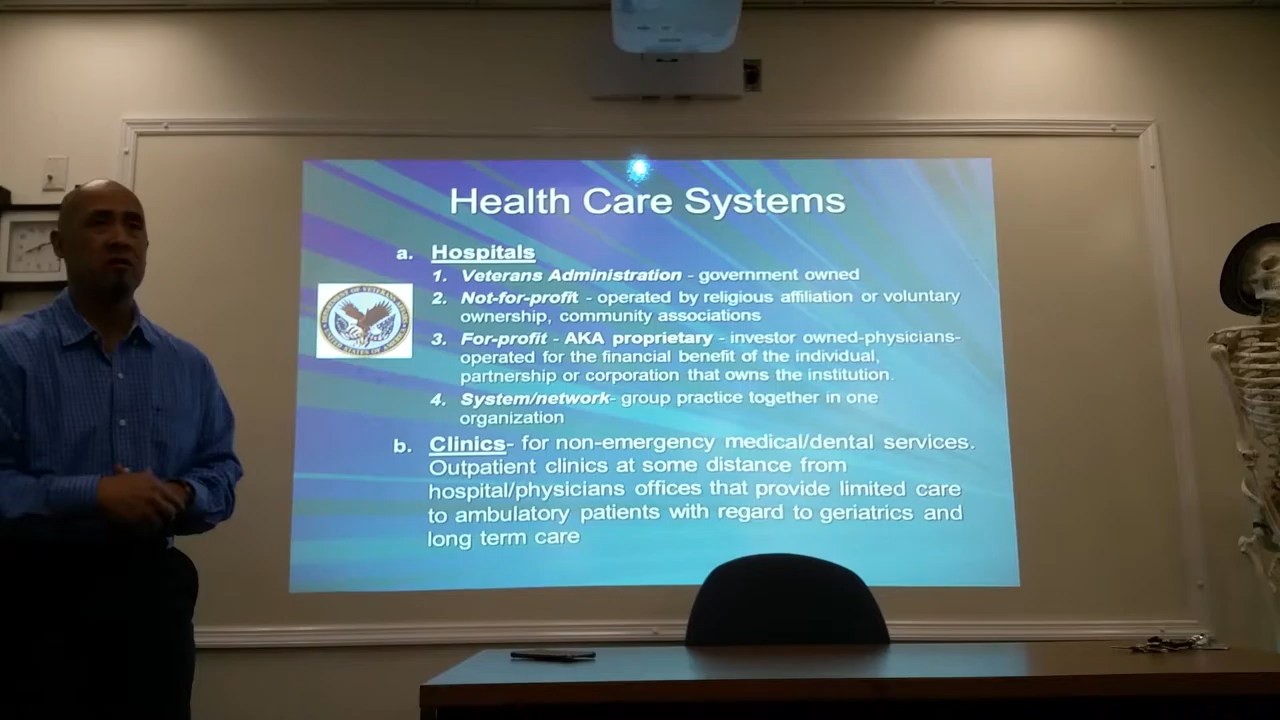 Health Care Systems
a. Hospitals
1. Veterans Administration - government owned
2. Not-for-profit - operated by religious affiliation or voluntary
ownership, community associations
3. For-profit - AKA proprietary - investor owned-physicians-
operated for the financial benefit of the individual,
partnership or corporation that owns the institution.
4. System/network- group practice together in one
organization
b. Clinics- for non-emergency medical/dental services.
Outpatient clinics at some distance from
hospital/physicians offices that provide limited care
to ambulatory patients with regard to geriatrics and
long term care